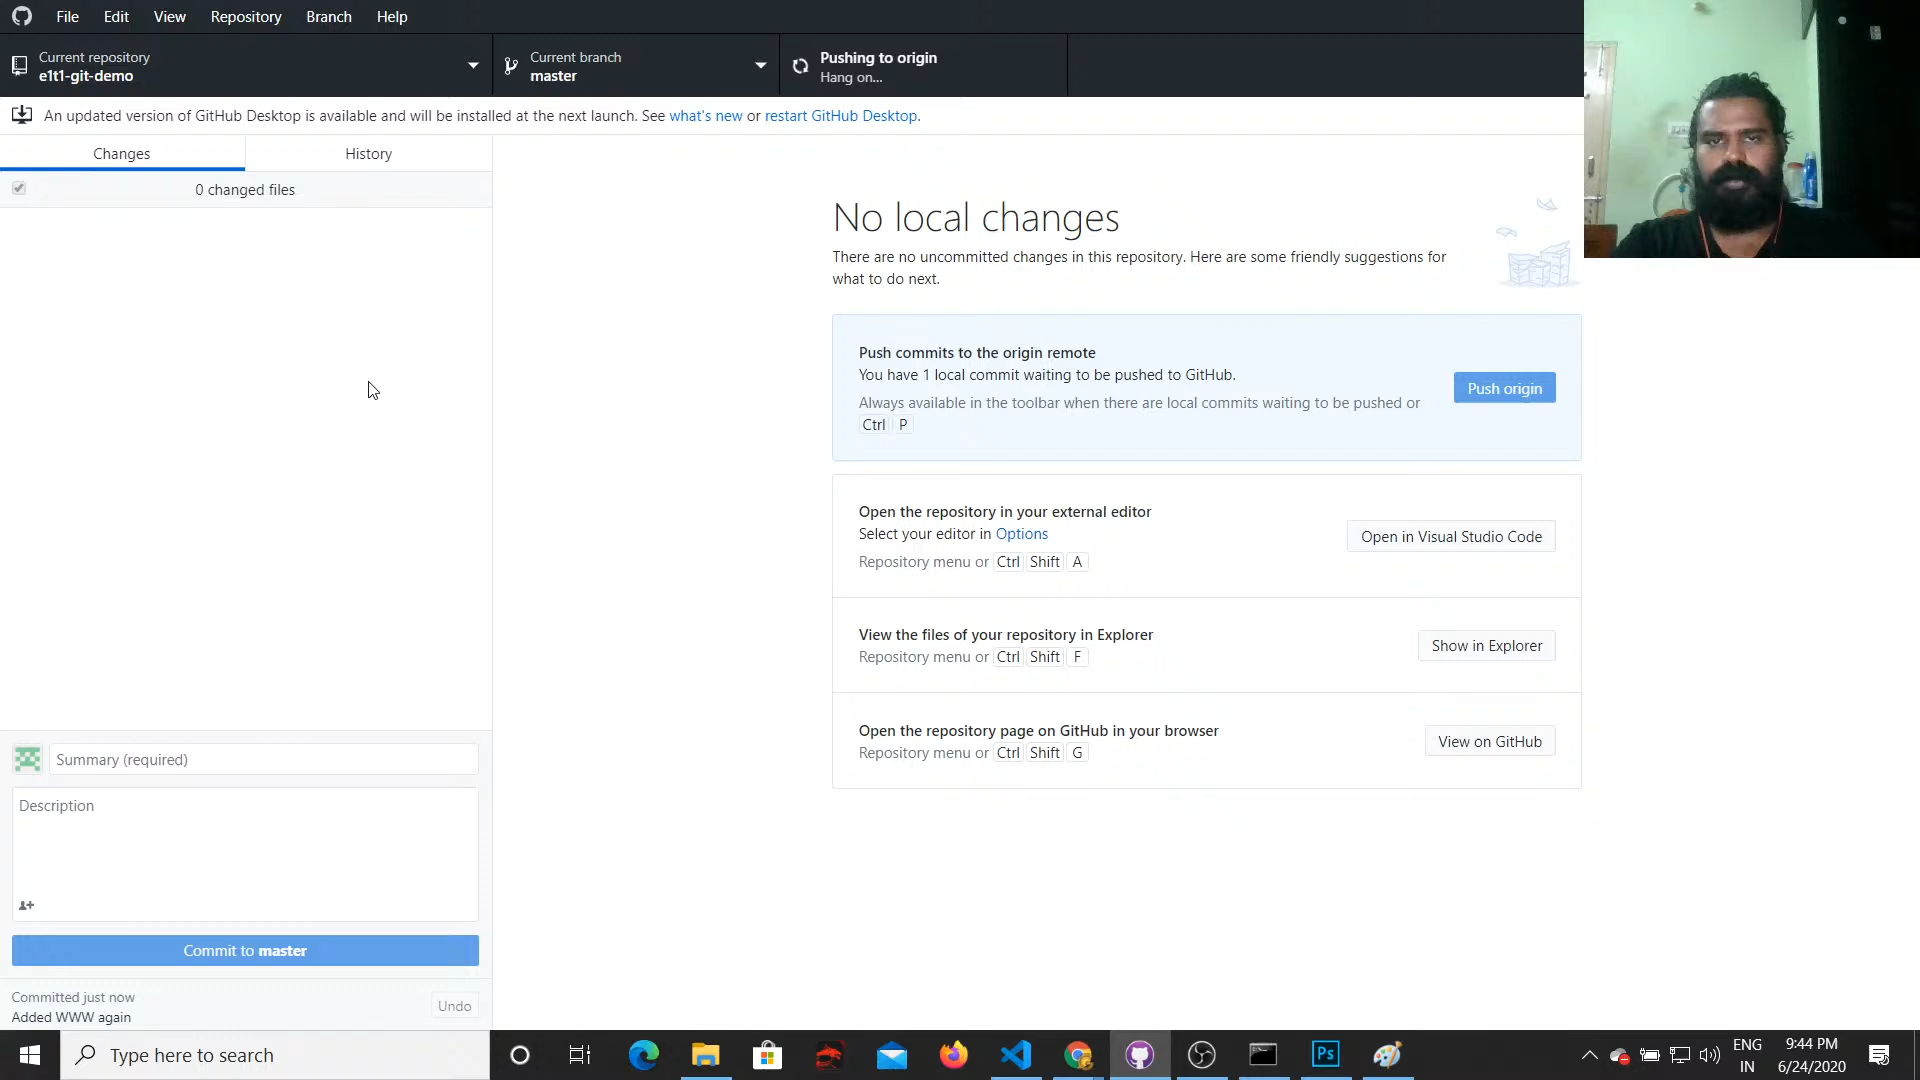 File Edit View Repository Branch Help
Current repository
e1t1-git-demo
Current branch
master
Pushing to origin
Hang on...
An updated version of GitHub Desktop is available and will be installed at the next launch. See what's new or restart GitHub Desktop.
Changes
History
0 changed files
No local changes
There are no uncommitted changes in this repository. Here are some friendly suggestions for
what to do next.
Push commits to the origin remote
You have 1 local commit waiting to be pushed to GitHub.
Always available in the toolbar when there are local commits waiting to be pushed or
Ctrl P
Push origin
Open the repository in your external editor
Select your editor in Options
Repository menu or Ctrl Shift A
Open in Visual Studio Code
View the files of your repository in Explorer
Repository menu or Ctrl Shift F
Show in Explorer
Open the repository page on GitHub in your browser
Repository menu or Ctrl Shift G
View on GitHub
Summary (required)
Description
Commit to master
Committed just now
Added WWW again
Undo
Type here to search
Ps
ENG
IN
9:44 PM
6/24/2020